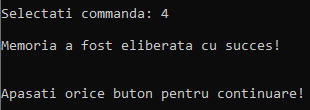 Selectati commanda: 4
Memoria a fost eliberata cu succes!
Apasati orice buton pentru continuare!